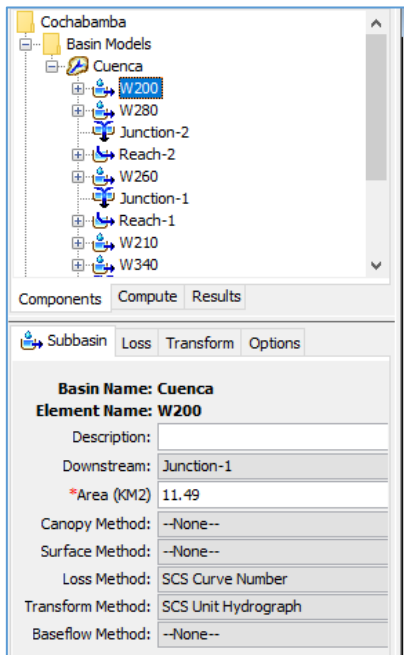 Cochabamba
Basin Models
Cuenca
W200
W280
Junction-2
Reach-2
W260
Junction-1
Reach-1
W210
W340
Components Compute Results
Subbasin Loss Transform Options
Basin Name: Cuenca
Element Name: W200
Description:
Downstream: Junction-1
*Area (KM2) 11.49
Canopy Method: --None--
Surface Method: --None--
Loss Method: SCS Curve Number
Transform Method: SCS Unit Hydrograph
Baseflow Method: --None--